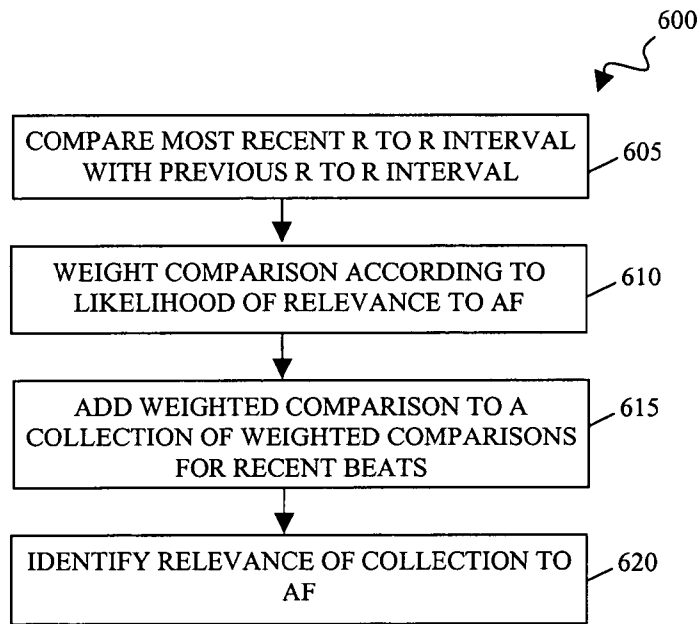 600
COMPARE MOST RECENT R TO R INTERVAL
WITH PREVIOUS R TO R INTERVAL
605
WEIGHT COMPARISON ACCORDING TO
LIKELIHOOD OF RELEVANCE TO AF
610
ADD WEIGHTED COMPARISON TO A
COLLECTION OF WEIGHTED COMPARISONS
FOR RECENT BEATS
615
IDENTIFY RELEVANCE OF COLLECTION TO
AF
620